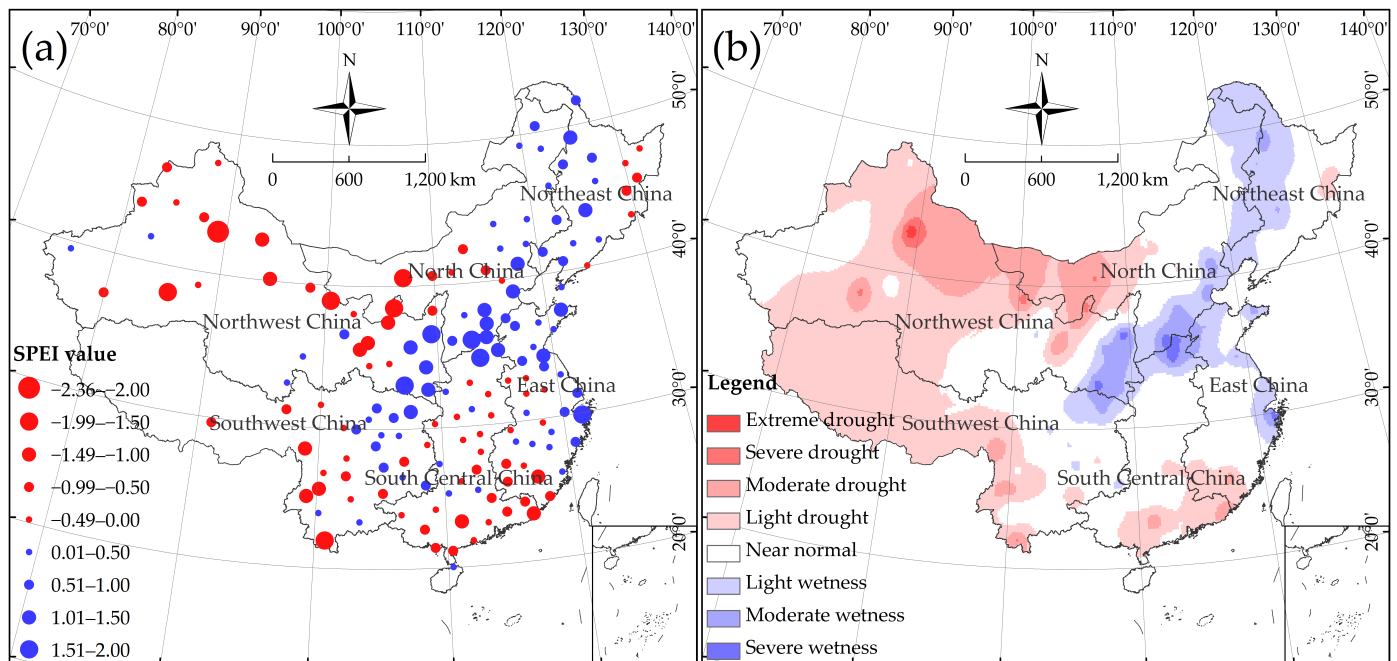 (a)
70°0' 80°0' 90°0' 100°0' 110°0' 120°0' 130°0' 140°0'
50°0'
40°0'
30°0'
20°0'
N
0 600 1,200 km
Northeast China
North China
Northwest China
East China
Southwest China
South Central China
SPEI value
-2.36–-2.00
-1.99–-1.50
-1.49–-1.00
-0.99–-0.50
-0.49–0.00
0.01–0.50
0.51–1.00
1.01–1.50
1.51–2.00
(b)
70°0' 80°0' 90°0' 100°0' 110°0' 120°0' 130°0' 140°0'
50°0'
40°0'
30°0'
20°0'
N
0 600 1,200 km
Northeast China
North China
Northwest China
East China
Southwest China
South Central China
Legend
Extreme drought
Severe drought
Moderate drought
Light drought
Near normal
Light wetness
Moderate wetness
Severe wetness